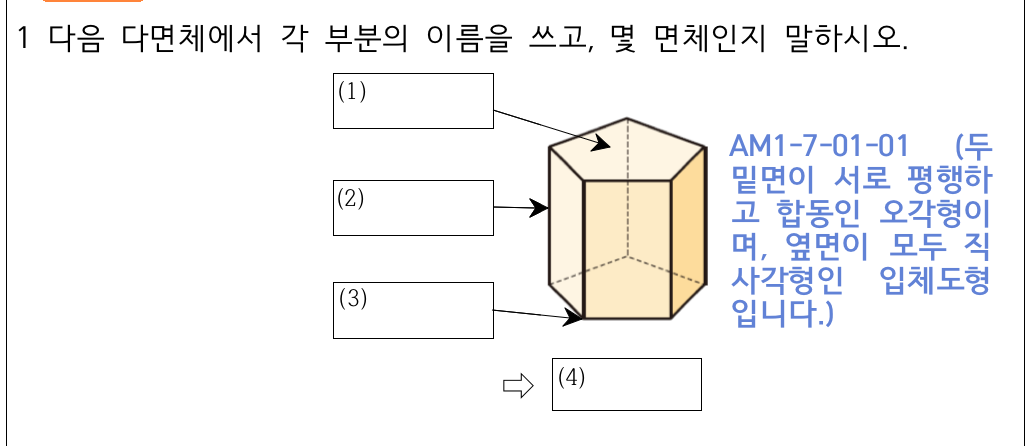 1 다음 다면체에서 각 부분의 이름을 쓰고, 몇 면체인지 말하시오.
(1)
(2)
(3)
(4)
AM1-7-01-01 (두
밑면이 서로 평행하
고 합동인 오각형이
며, 옆면이 모두 직
사각형인 입체도형
입니다.)